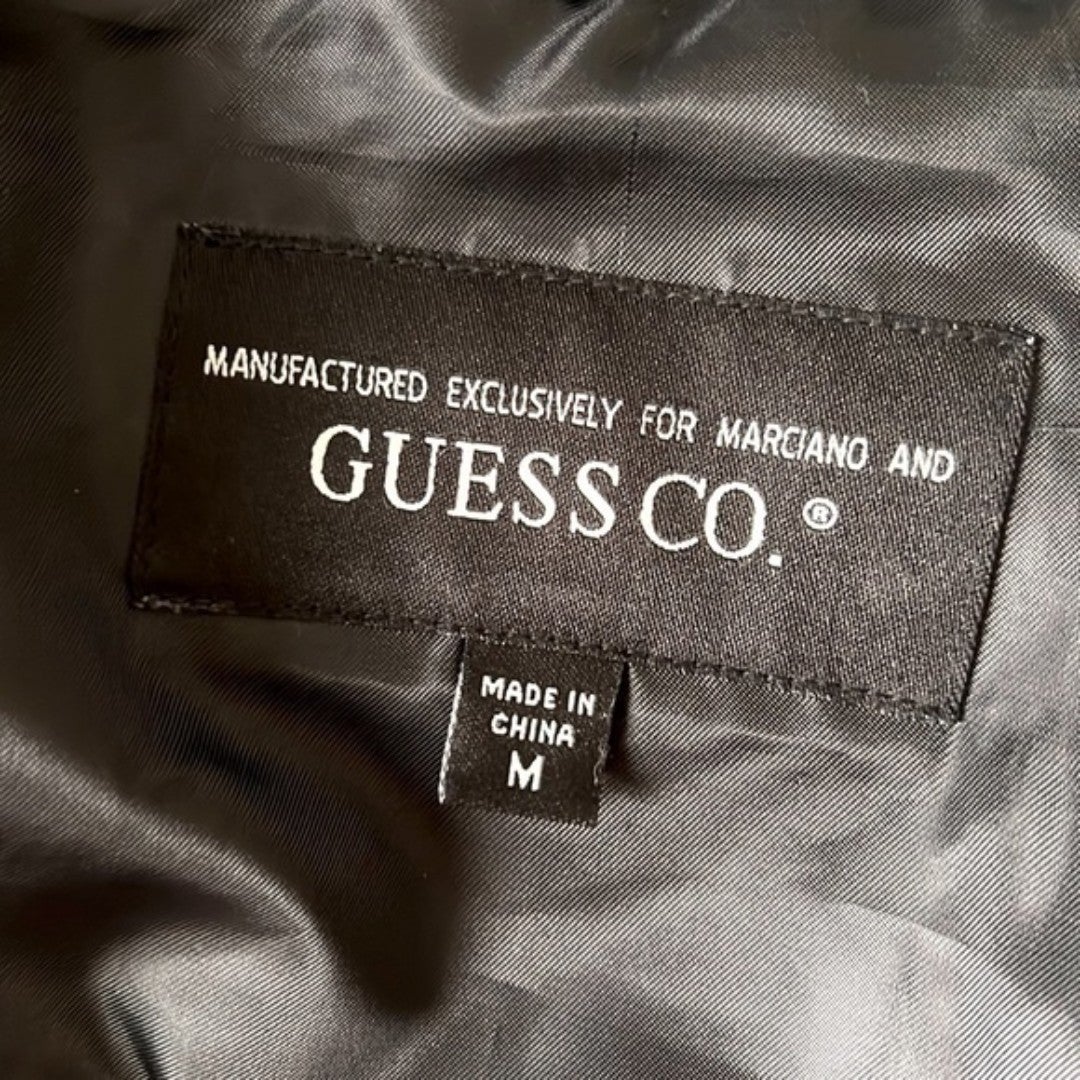 MANUFACTURED EXCLUSIVELY FOR MARCIANO AND
GUESS CO.®
MADE IN
CHINA
M